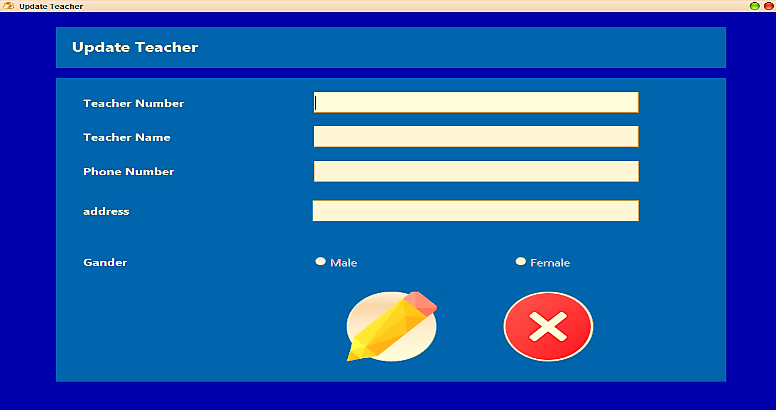 Update Teacher
Update Teacher
Teacher Number
Teacher Name
Phone Number
address
Gander
Male
Female